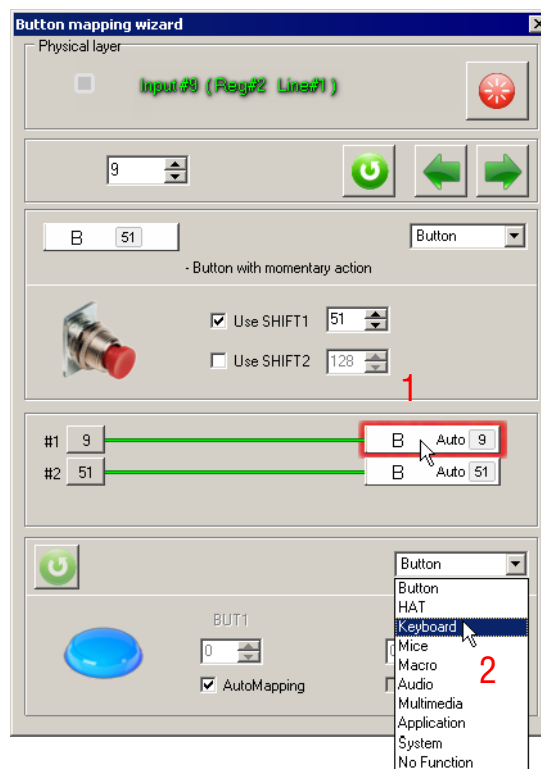 Button mapping wizard
Physical layer
Input #9 ( Reg#2 Line#1 )
9
B 51
Button
- Button with momentary action
Use SHIFT1 51
Use SHIFT2 128
1
#1 9 B Auto 9
#2 51 B Auto 51
Button
Button
HAT
Keyboard
Mice
Macro
Audio
Multimedia
Application
System
No Function
2
BUT1
0
AutoMapping